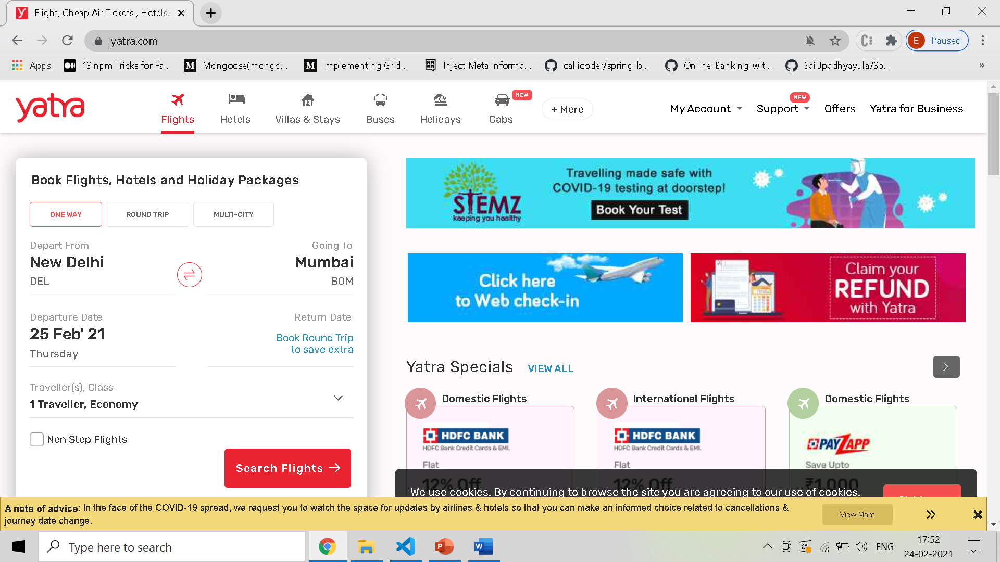 Flight, Cheap Air Tickets , Hotels,
yatra.com
E Paused
Apps
13 npm Tricks for Fa...
Mongoose(mongo...
Implementing Grid...
Inject Meta Informa...
callicoder/spring-b...
Online-Banking-wit...
SaiUpadhyayula/Sp...
»
yatra
Flights
Hotels
Villas & Stays
Buses
Holidays
NEW
Cabs
+ More
My Account
NEW
Support
Offers
Yatra for Business
Book Flights, Hotels and Holiday Packages
ONE WAY
ROUND TRIP
MULTI-CITY
Depart From
New Delhi
DEL
Going To
Mumbai
BOM
Departure Date
25 Feb' 21
Thursday
Return Date
Book Round Trip
to save extra
Traveller(s), Class
1 Traveller, Economy
Non Stop Flights
Search Flights
STEMZ
keeping you healthy
Travelling made safe with
COVID-19 testing at doorstep!
Book Your Test
Click here
to Web check-in
Claim your
REFUND
with Yatra
Yatra Specials
VIEW ALL
Domestic Flights
HDFC BANK
HDFC Bank Credit Cards & EMI.
Flat
12% Off
International Flights
HDFC BANK
HDFC Bank Credit Cards & EMI.
Flat
12% Off
Domestic Flights
PAYZAPP
Save Upto
₹1,000
We use cookies. By continuing to browse the site you are agreeing to our use of cookies.
A note of advice: In the face of the COVID-19 spread, we request you to watch the space for updates by airlines & hotels so that you can make an informed choice related to cancellations &
journey date change.
View More
Type here to search
ENG
17:52
24-02-2021